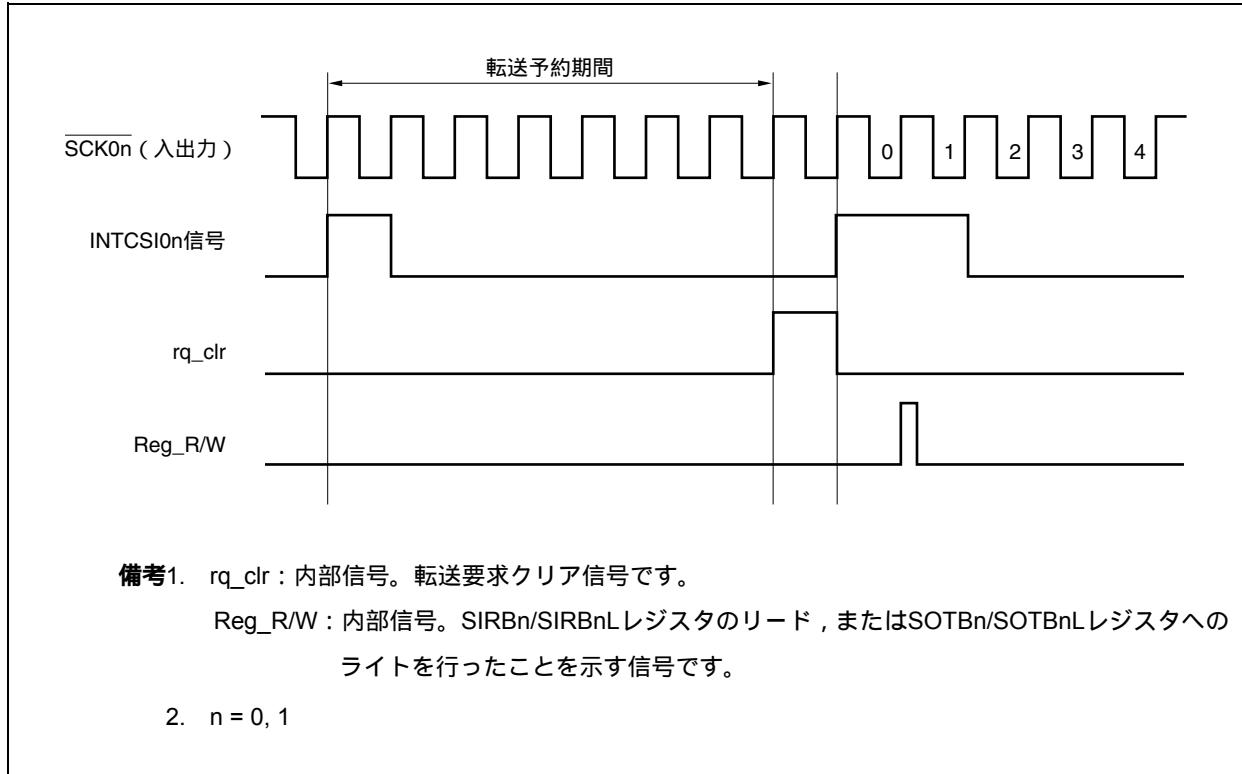 転送予約期間
SCK0n（入出力）
0 1 2 3 4
INTCSI0n信号
rq_clr
Reg_R/W
備考1. rq_clr：内部信号。転送要求クリア信号です。
Reg_R/W：内部信号。SIRBn/SIRBnLレジスタのリード，またはSOTBn/SOTBnLレジスタへの
ライトを行ったことを示す信号です。
2. n = 0, 1